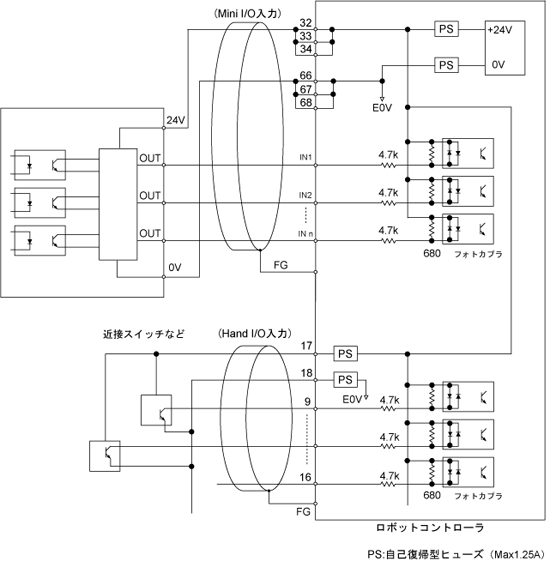 (Mini I/O入力)
32
33
34
PS
+24V
PS
0V
66
67
68
E0V
24V
OUT
IN1
4.7k
OUT
IN2
4.7k
OUT
IN n
4.7k
0V
FG
680
フォトカプラ
近接スイッチなど
(Hand I/O入力)
17
PS
18
PS
E0V
9
4.7k
4.7k
16
4.7k
FG
680
フォトカプラ
ロボットコントローラ
PS:自己復帰型ヒューズ（Max1.25A）